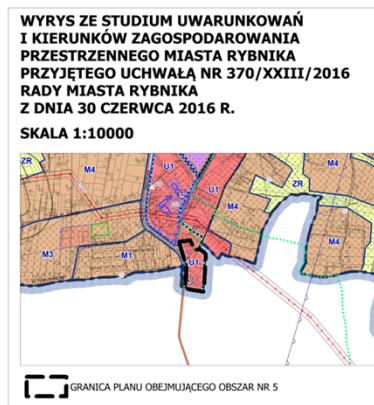 WYRYS ZE STUDIUM UWARUNKOWAŃ
I KIERUNKÓW ZAGOSPODAROWANIA
PRZESTRZENNEGO MIASTA RYBNIKA
PRZYJĘTEGO UCHWAŁĄ NR 370/XXIII/2016
RADY MIASTA RYBNIKA
Z DNIA 30 CZERWCA 2016 R.
SKALA 1:10000
ZR
M4
U1
U1
ZR
M4
M4
M3
M1
U1
GRANICA PLANU OBEJMUJĄCEGO OBSZAR NR 5